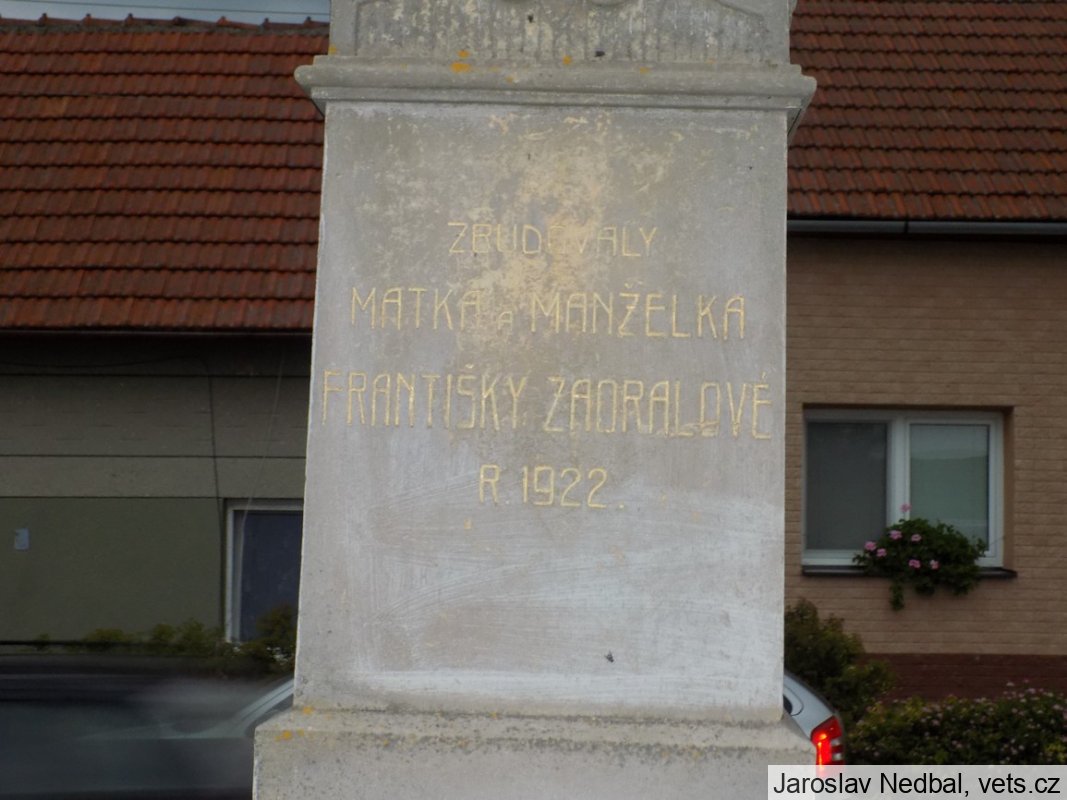 ZBUDOVALY
MATKA A MANŽELKA
FRANTIŠKY ZAORALOVÉ
R. 1922.
Jaroslav Nedbal, vets.cz